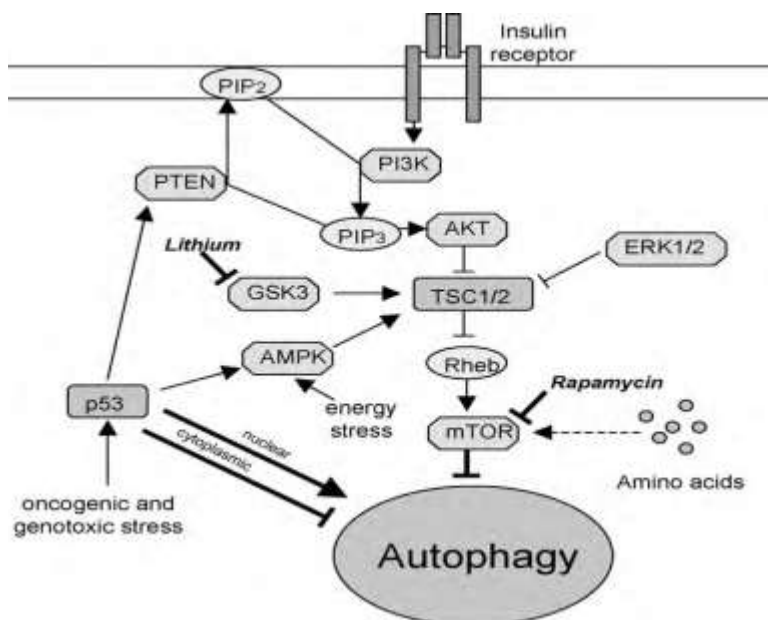 Insulin
receptor
PIP2
PI3K
PTEN
PIP3
AKT
Lithium
ERK1/2
GSK3
TSC1/2
AMPK
Rheb
Rapamycin
p53
energy
stress
mTOR
nuclear
cytoplasmic
Amino acids
oncogenic and
genotoxic stress
Autophagy